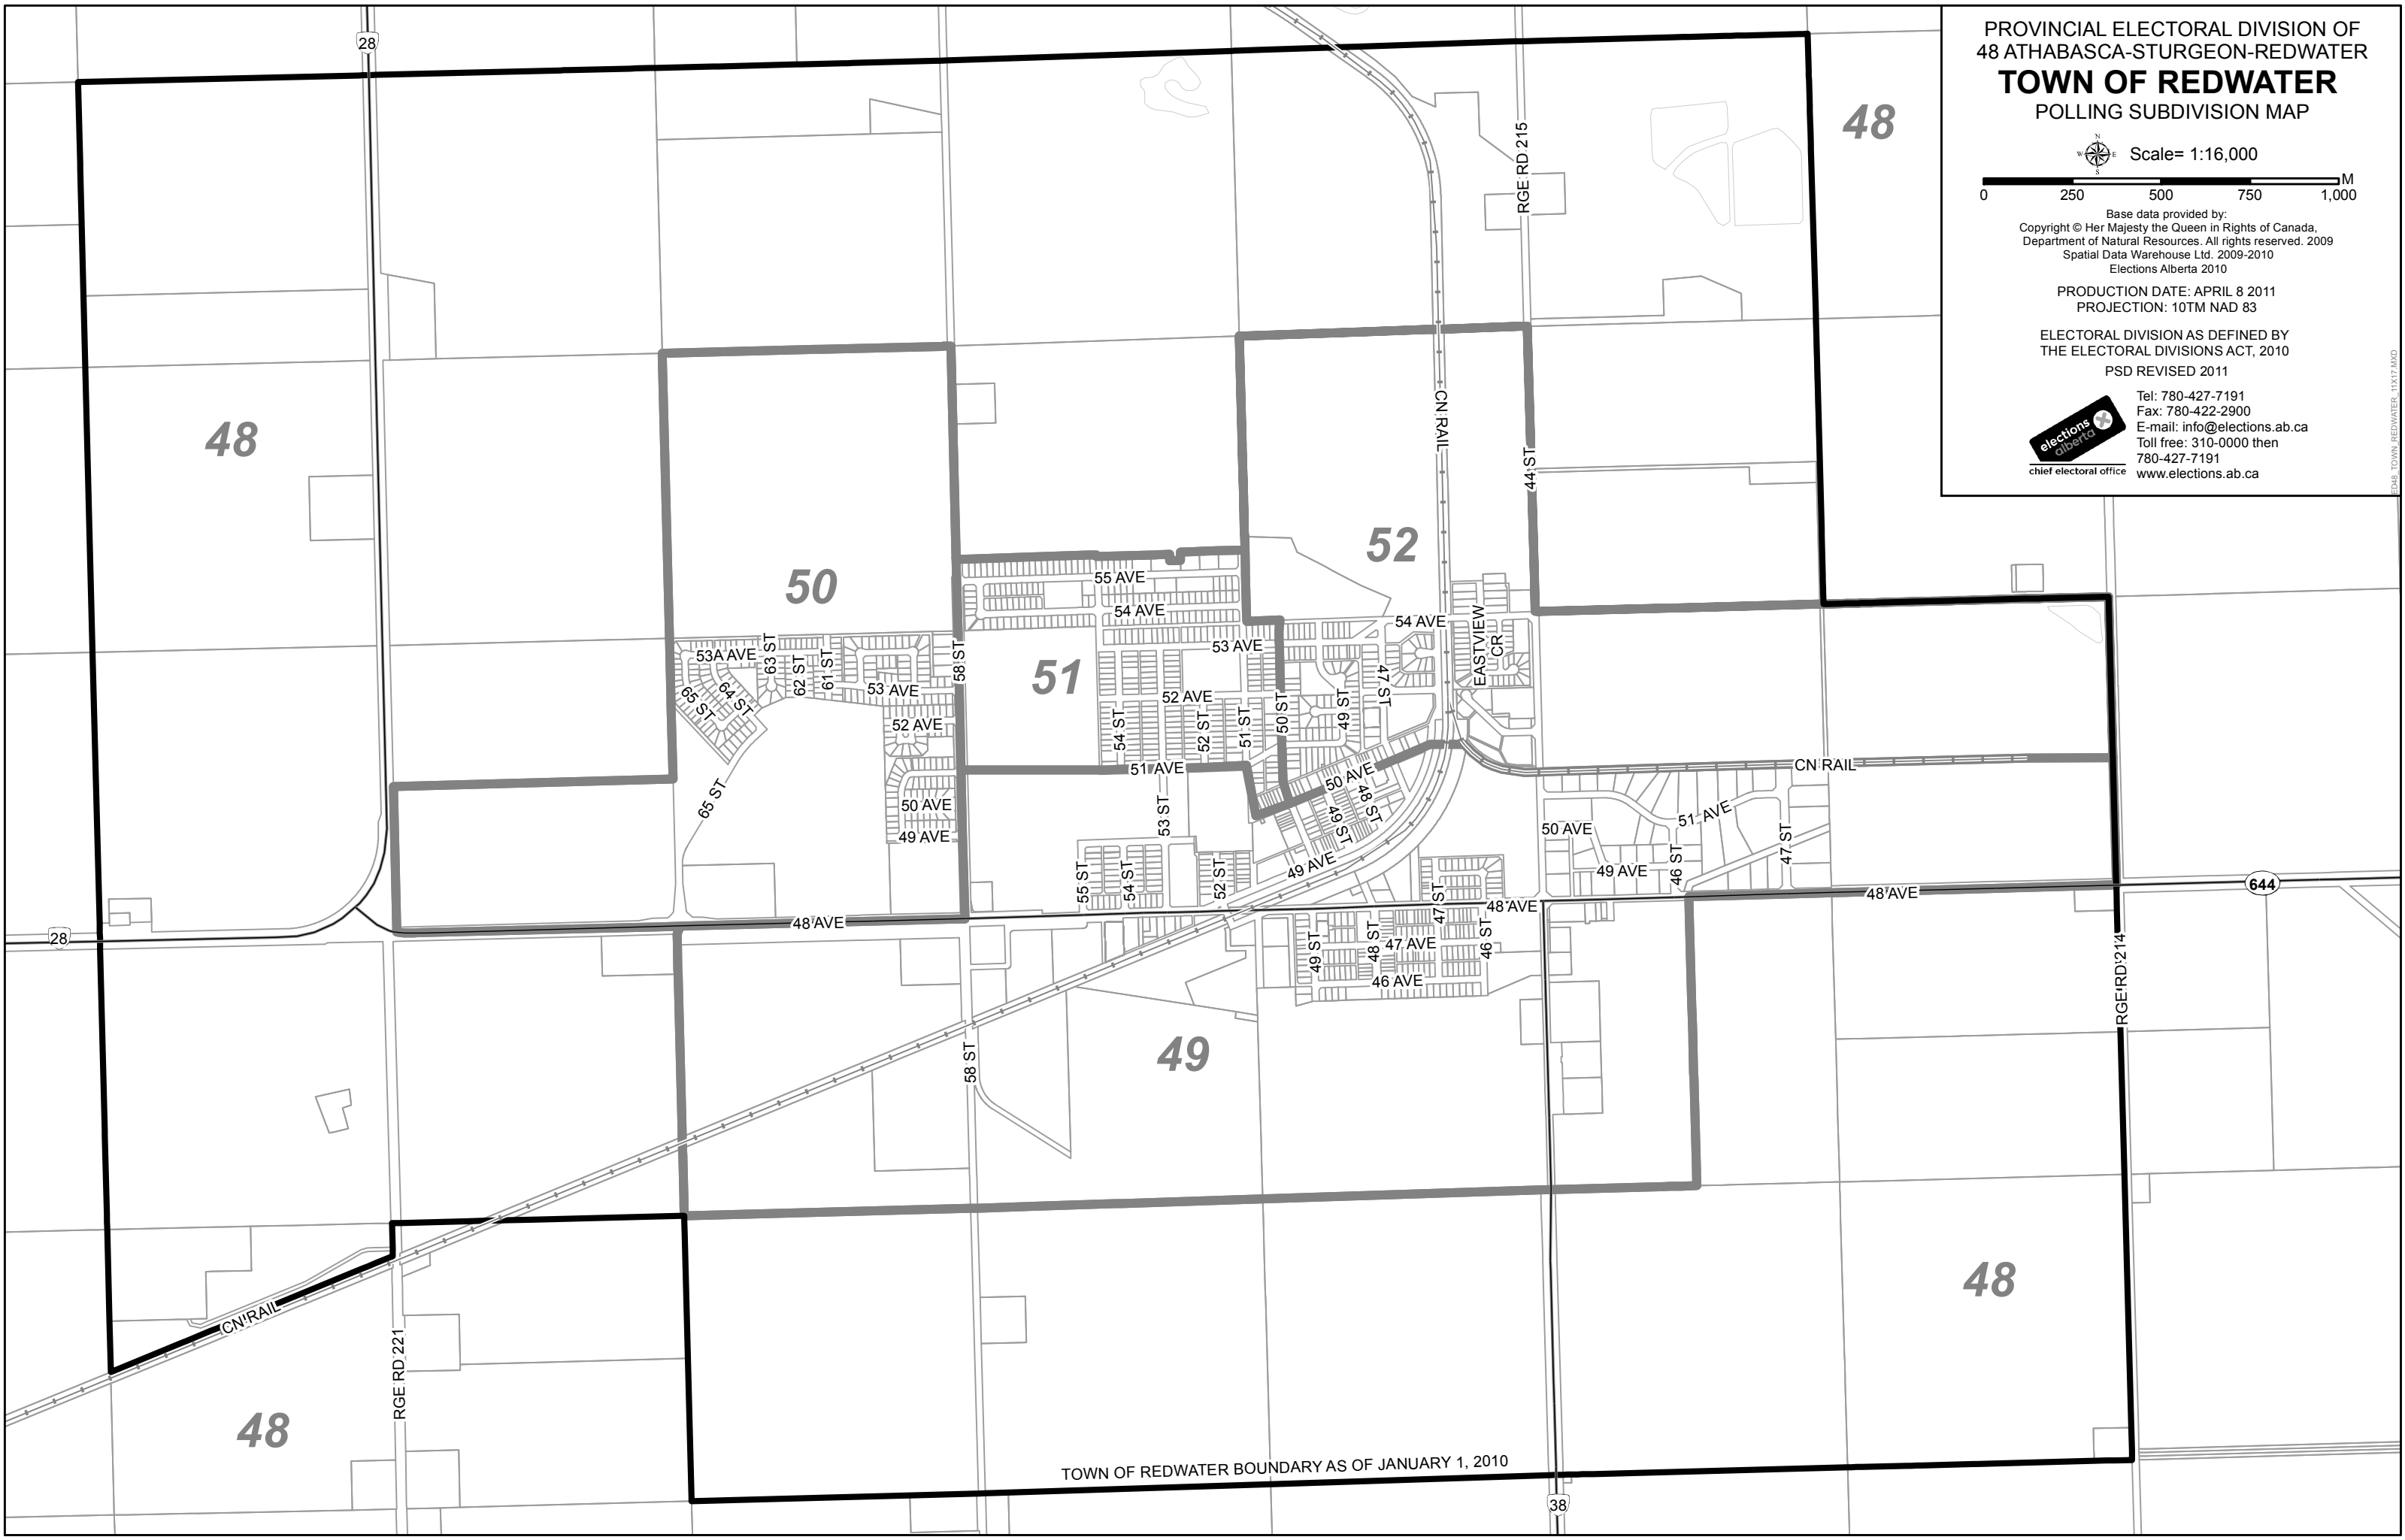 PROVINCIAL ELECTORAL DIVISION OF
48 ATHABASCA-STURGEON-REDWATER
TOWN OF REDWATER
POLLING SUBDIVISION MAP
N
W
E
S
Scale= 1:16,000
M
0 250 500 750 1,000
Base data provided by:
Copyright © Her Majesty the Queen in Rights of Canada,
Department of Natural Resources. All rights reserved. 2009
Spatial Data Warehouse Ltd. 2009-2010
Elections Alberta 2010
PRODUCTION DATE: APRIL 8 2011
PROJECTION: 10TM NAD 83
ELECTORAL DIVISION AS DEFINED BY
THE ELECTORAL DIVISIONS ACT, 2010
PSD REVISED 2011
elections
alberta
chief electoral office
Tel: 780-427-7191
Fax: 780-422-2900
E-mail: info@elections.ab.ca
Toll free: 310-0000 then
780-427-7191
www.elections.ab.ca
ED48_TOWN_REDWATER_11X17.MXD
28
48
RGE RD 215
48
CN RAIL
44 ST
52
50
55 AVE
54 AVE
54 AVE
EASTVIEW
CR
53A AVE
63 ST
62 ST
61 ST
58 ST
53 AVE
51
65 ST
64 ST
53 AVE
52 AVE
52 AVE
47 ST
49 ST
50 ST
51 ST
52 ST
54 ST
51 AVE
CN RAIL
50 AVE
48 ST
49 ST
65 ST
50 AVE
49 AVE
53 ST
51 AVE
50 AVE
47 ST
46 ST
49 AVE
49 AVE
55 ST
54 ST
52 ST
47 ST
48 AVE
48 AVE
48 AVE
644
28
49 ST
48 ST
47 AVE
46 ST
46 AVE
RGE RD 214
58 ST
49
48
CN RAIL
RGE RD 221
48
TOWN OF REDWATER BOUNDARY AS OF JANUARY 1, 2010
38